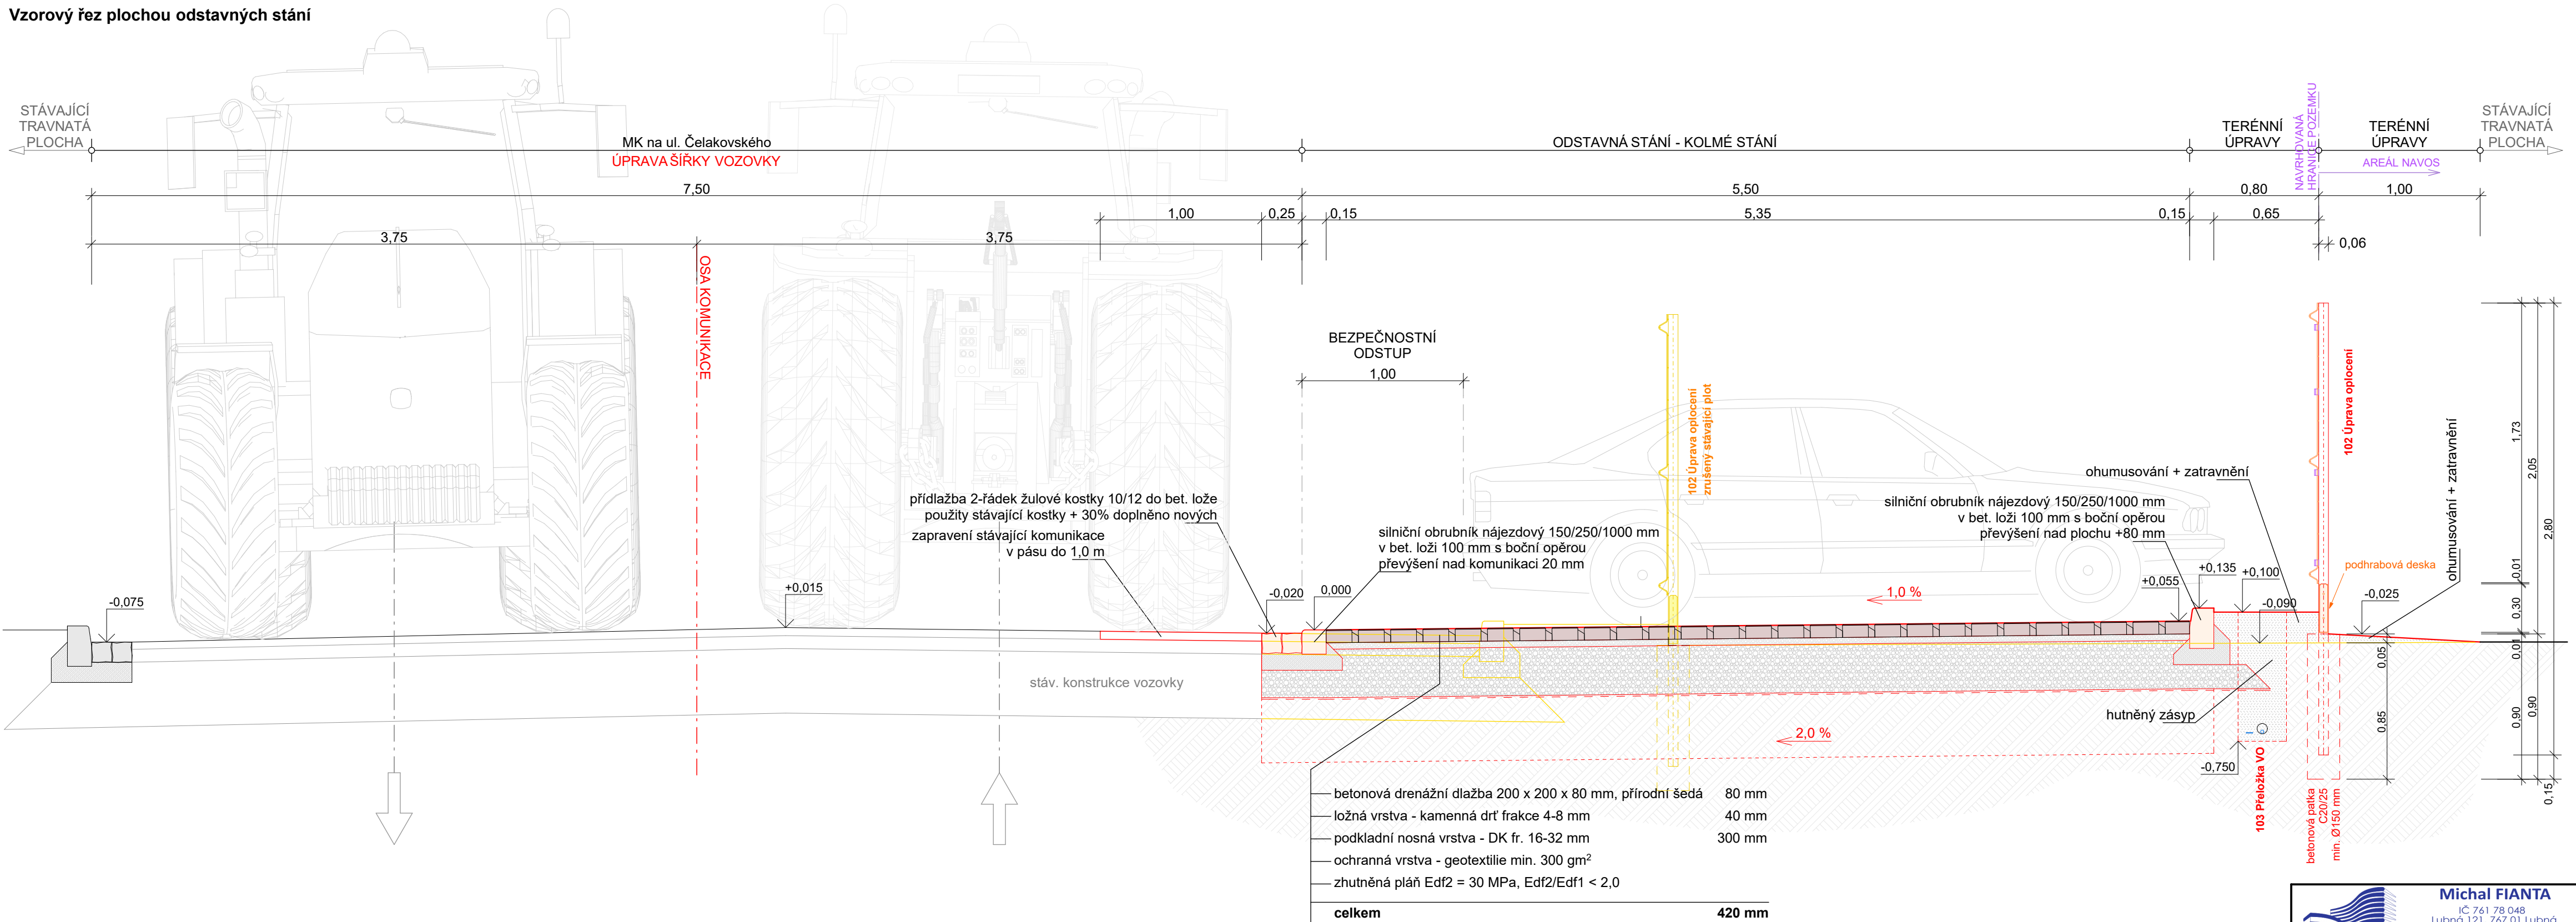 Vzorový řez plochou odstavných stání
STÁVAJÍCÍ
TRAVNATÁ
PLOCHA
MK na ul. Čelakovského
ÚPRAVA ŠÍŘKY VOZOVKY
ODSTAVNÁ STÁNÍ - KOLMÉ STÁNÍ
TERÉNNÍ
ÚPRAVY
NAVRHOVANÁ
HRANICE POZEMKU
TERÉNNÍ
ÚPRAVY
AREÁL NAVOS
STÁVAJÍCÍ
TRAVNATÁ
PLOCHA
7,50
5,50
0,80
1,00
1,00
0,25
0,15
5,35
0,15
0,65
3,75
3,75
0,06
OSA KOMUNIKACE
BEZPEČNOSTNÍ
ODSTUP
1,00
102 Úprava oplocení
zrušený stávající plot
102 Úprava oplocení
ohumusování + zatravnění
1,73
2,05
2,80
přídlažba 2-řádek žulové kostky 10/12 do bet. lože
použity stávající kostky + 30% doplněno nových
zapravení stávající komunikace
v pásu do 1,0 m
silniční obrubník nájezdový 150/250/1000 mm
v bet. loži 100 mm s boční opěrou
převýšení nad komunikaci 20 mm
ohumusování + zatravnění
silniční obrubník nájezdový 150/250/1000 mm
v bet. loži 100 mm s boční opěrou
převýšení nad plochu +80 mm
podhrabová deska
-0,075
+0,015
-0,020
0,000
1,0 %
+0,055
+0,135
+0,100
-0,090
-0,025
0,01
0,30
0,01
0,05
0,85
0,90
0,90
0,15
stáv. konstrukce vozovky
hutněný zásyp
2,0 %
-0,750
103 Přeložka VO
betonová patka
C20/25
min. Ø150 mm
betonová drenážní dlažba 200 x 200 x 80 mm, přírodní šedá 80 mm
ložná vrstva - kamenná drť frakce 4-8 mm 40 mm
podkladní nosná vrstva - DK fr. 16-32 mm 300 mm
ochranná vrstva - geotextilie min. 300 gm²
zhutněná pláň Edf2 = 30 MPa, Edf2/Edf1 < 2,0
celkem 420 mm
Michal FIANTA
IČ 761 78 048
Lubná 121, 767 01 Lubná